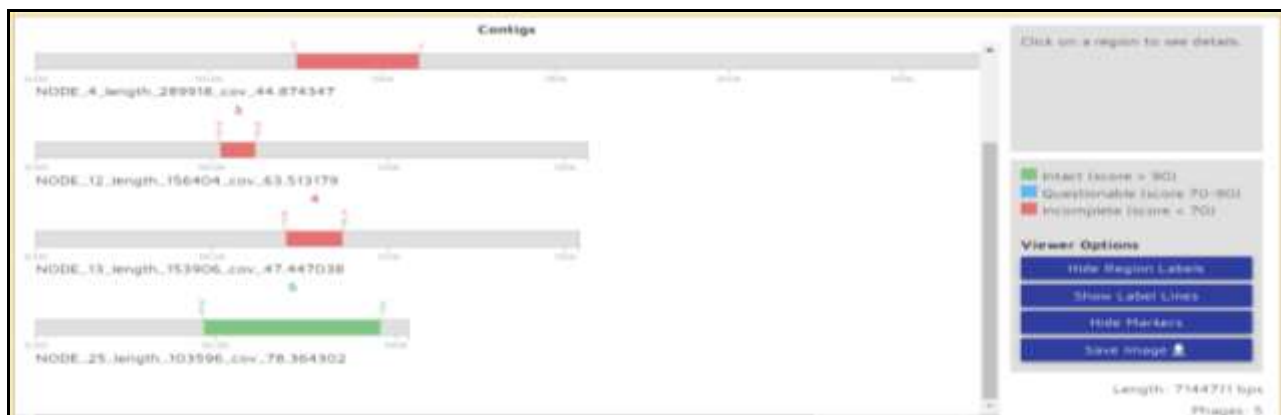 Contigs
NODE_4_length_289918_cov_44.874347
NODE_12_length_156404_cov_63.513179
NODE_13_length_153906_cov_47.447038
5
NODE_25_length_103596_cov_78.364302
Click on a region to see details.
Intact (score > 90)
Questionable (score 70-90)
Incomplete (score < 70)
Viewer Options
Hide Region Labels
Show Label Lines
Hide Markers
Save Image
Length: 7144771 bps
Phages: 5